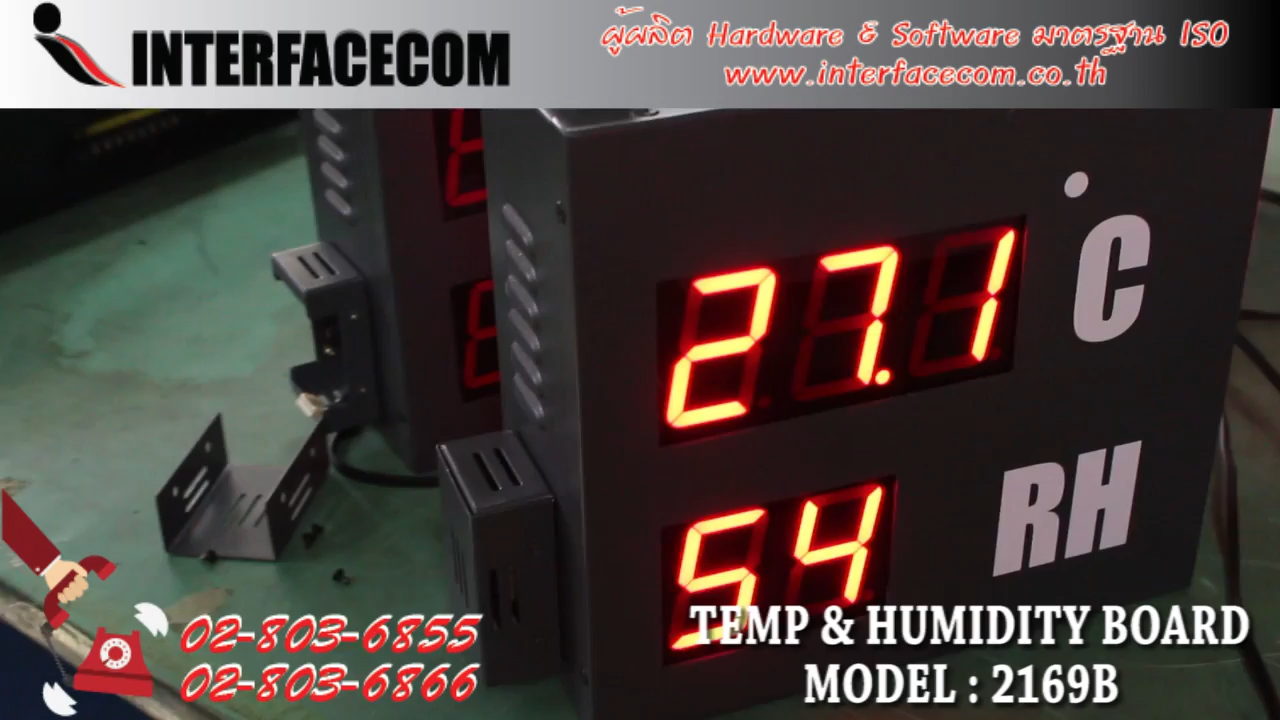 INTERFACECOM
ผู้ผลิต Hardware & Software มาตรฐาน ISO
www.interfacecom.co.th
27.1
°C
54
RH
02-803-6855
02-803-6866
TEMP & HUMIDITY BOARD
MODEL : 2169B